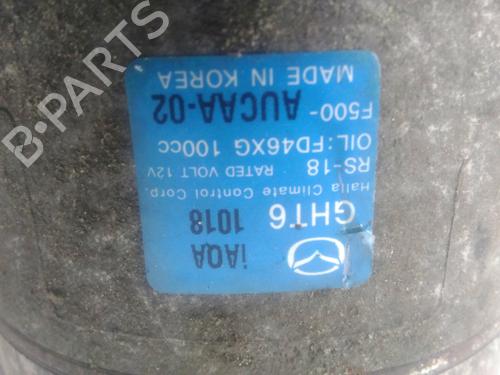 iAQA
GHT6 1018
Halla Climate Control Corp.
RS-18 RATED VOLT 12V
OIL:FD46XG 100cc
F500-AUCAA-02
MADE IN KOREA
B-PARTS